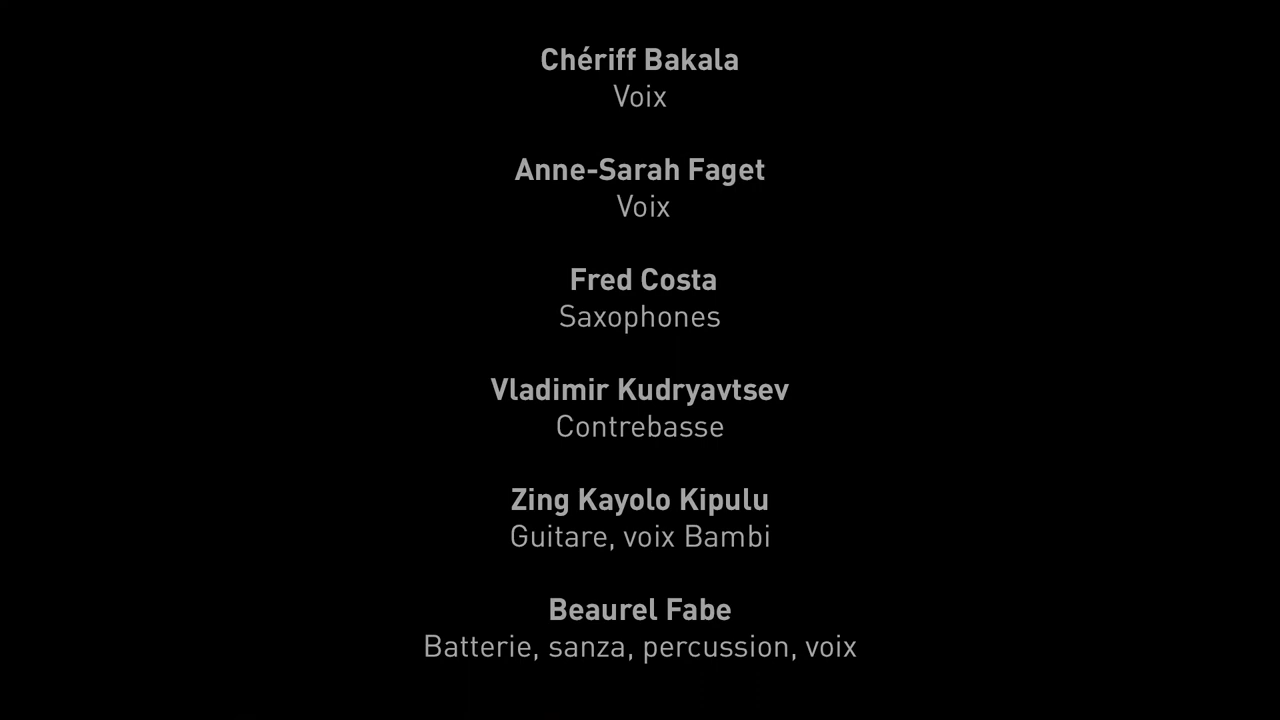 Chériff Bakala
Voix
Anne-Sarah Faget
Voix
Fred Costa
Saxophones
Vladimir Kudryavtsev
Contrebasse
Zing Kayolo Kipulu
Guitare, voix Bambi
Beaurel Fabe
Batterie, sanza, percussion, voix